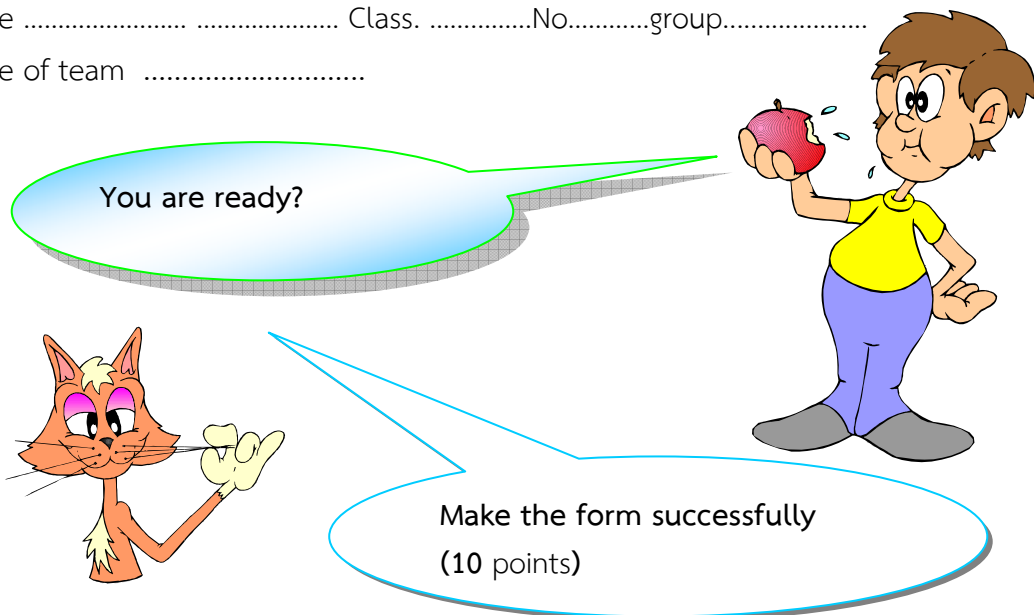 e ....................... .................... Class. ...............No............group.....................
e of team ............................
You are ready?
Make the form successfully
(10 points)